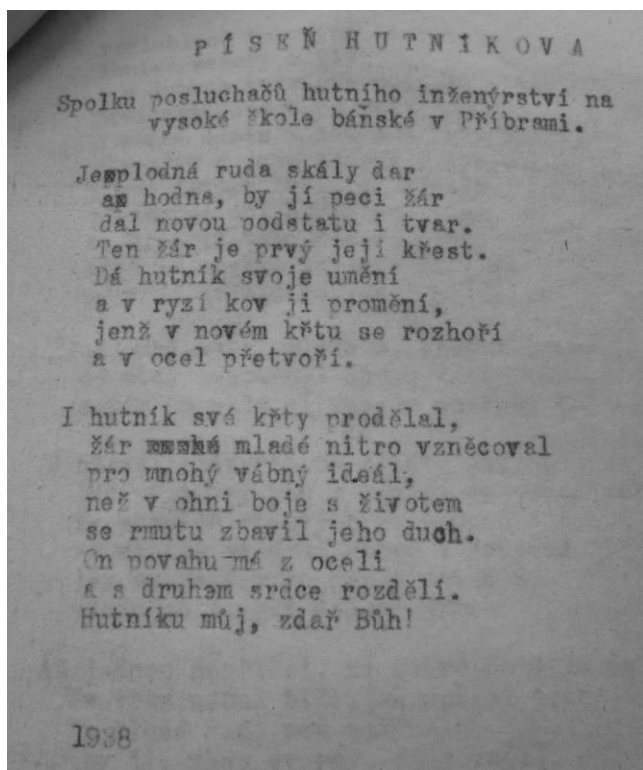 PÍSEŇ HUTNÍKOVA
Spolku posluchačů hutního inženýrství na
vysoké škole báňské v Příbrami.
Je plodná ruda skály dar
a hodna, by jí peci žár
dal novou podstatu i tvar.
Ten žár je prvý její křest.
Dá hutník svoje umění
a v ryzí kov ji promění,
jenž v novém křtu se rozhoří
a v ocel přetvoří.
I hutník své křty prodělal,
žár mladé nitro vzněcoval
pro mnohý vábný ideál,
než v ohni boje s životem
se rmutu zbavil jeho duch.
On povahu má z oceli
a s druhem srdce rozdělí.
Hutníku můj, zdař Bůh!
1938